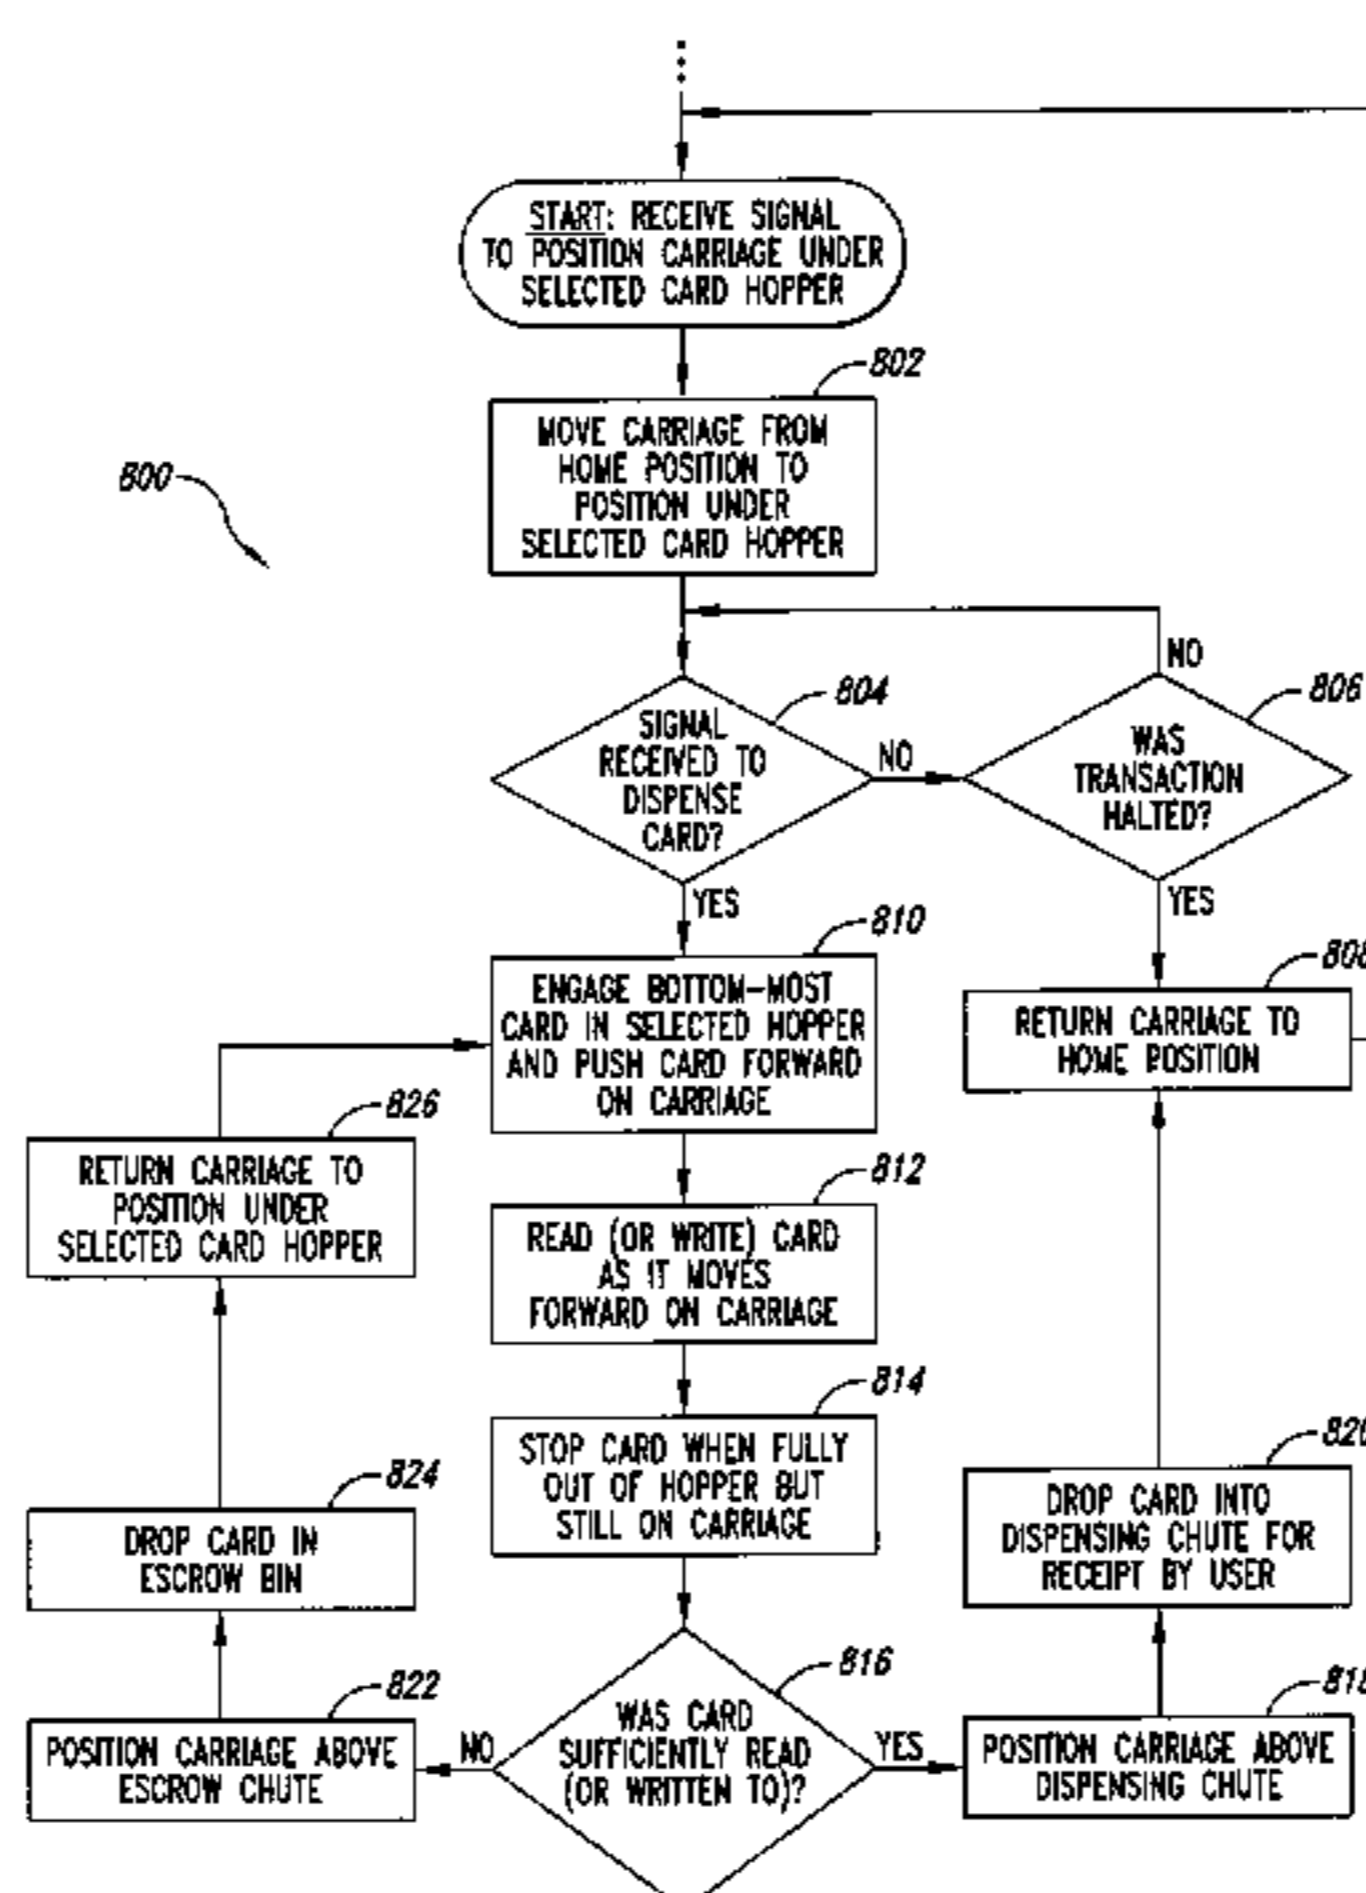 START: RECEIVE SIGNAL
TO POSITION CARRIAGE UNDER
SELECTED CARD HOPPER
802
MOVE CARRIAGE FROM
HOME POSITION TO
POSITION UNDER
SELECTED CARD HOPPER
800
804
SIGNAL
RECEIVED TO
DISPENSE
CARD?
NO
YES
806
NO
WAS
TRANSACTION
HALTED?
YES
808
RETURN CARRIAGE TO
HOME POSITION
810
ENGAGE BOTTOM-MOST
CARD IN SELECTED HOPPER
AND PUSH CARD FORWARD
ON CARRIAGE
826
RETURN CARRIAGE TO
POSITION UNDER
SELECTED CARD HOPPER
812
READ (OR WRITE) CARD
AS IT MOVES
FORWARD ON CARRIAGE
814
STOP CARD WHEN FULLY
OUT OF HOPPER BUT
STILL ON CARRIAGE
824
DROP CARD IN
ESCROW BIN
820
DROP CARD INTO
DISPENSING CHUTE FOR
RECEIPT BY USER
816
WAS CARD
SUFFICIENTLY READ
(OR WRITTEN TO)?
NO
YES
822
POSITION CARRIAGE ABOVE
ESCROW CHUTE
818
POSITION CARRIAGE ABOVE
DISPENSING CHUTE